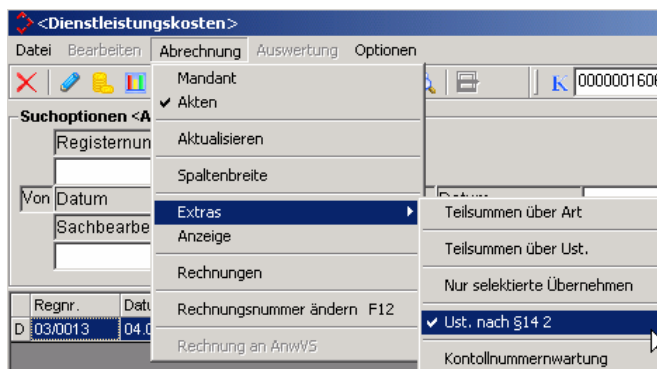 <Dienstleistungskosten>
Datei Bearbeiten Abrechnung Auswertung Optionen
K 0000001606
Mandant
Akten
Suchoptionen <A
Registernun
Aktualisieren
Spaltenbreite
Von Datum
Datum
Extras
Teilsummen über Art
Sachbearbe
Anzeige
Teilsummen über Ust.
Rechnungen
Nur selektierte Übernehmen
Regnr. Datu
Rechnungsnummer ändern F12
D 03/0013 04.0
Ust. nach §14 2
Rechnung an AnwVS
Kontollnummernwartung